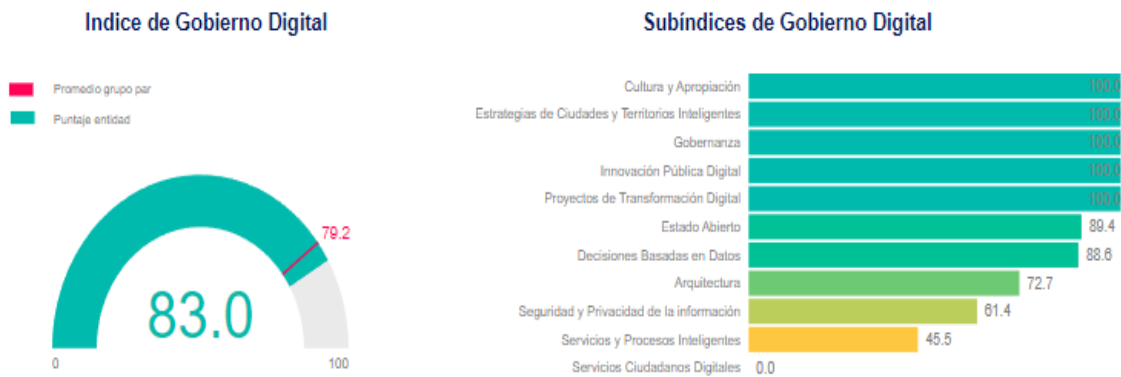 Indice de Gobierno Digital
Promedio grupo par
Puntaje entidad
79.2
83.0
0
100
Subíndices de Gobierno Digital
Cultura y Apropiación 100.0
Estrategias de Ciudades y Territorios Inteligentes 100.0
Gobernanza 100.0
Innovación Pública Digital 100.0
Proyectos de Transformación Digital 100.0
Estado Abierto 89.4
Decisiones Basadas en Datos 88.6
Arquitectura 72.7
Seguridad y Privacidad de la información 61.4
Servicios y Procesos Inteligentes 45.5
Servicios Ciudadanos Digitales 0.0